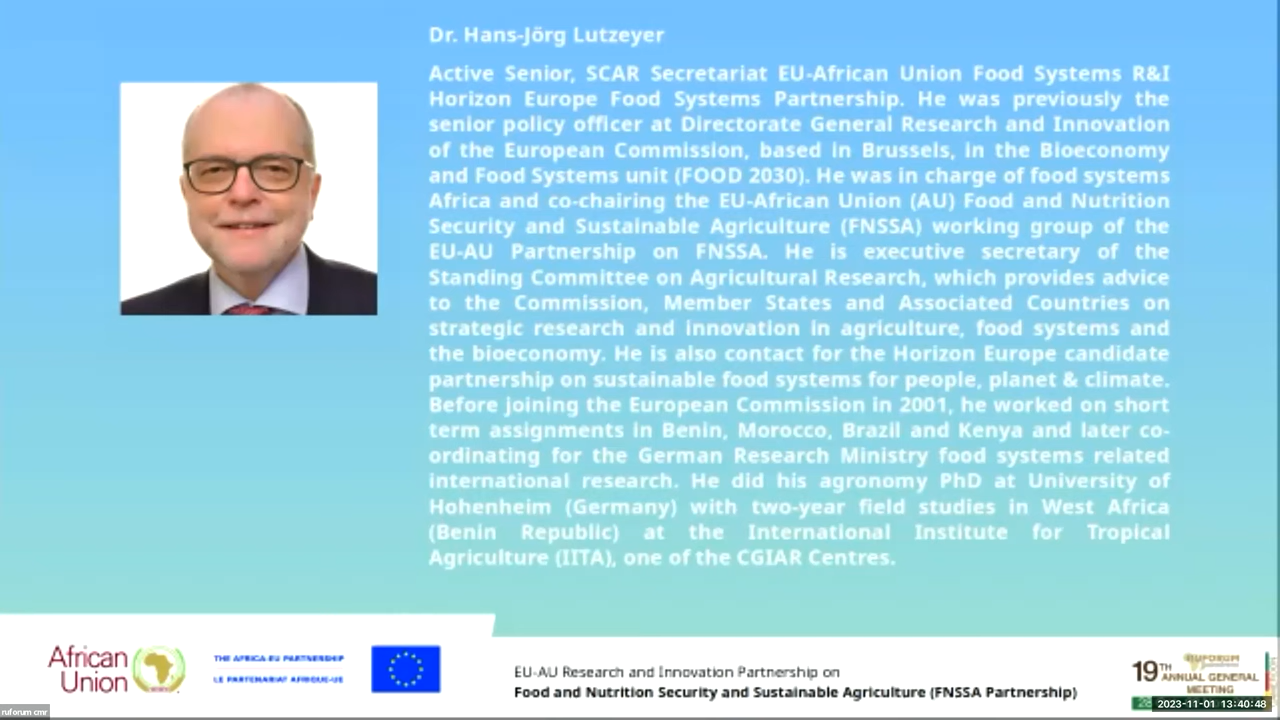 Dr. Hans-Jörg Lutzeyer
Active Senior, SCAR Secretariat EU-African Union Food Systems R&I
Horizon Europe Food Systems Partnership. He was previously the
senior policy officer at Directorate General Research and Innovation
of the European Commission, based in Brussels, in the Bioeconomy
and Food Systems unit (FOOD 2030). He was in charge of food systems
Africa and co-chairing the EU-African Union (AU) Food and Nutrition
Security and Sustainable Agriculture (FNSSA) working group of the
EU-AU Partnership on FNSSA. He is executive secretary of the
Standing Committee on Agricultural Research, which provides advice
to the Commission, Member States and Associated Countries on
strategic research and innovation in agriculture, food systems and
the bioeconomy. He is also contact for the Horizon Europe candidate
partnership on sustainable food systems for people, planet & climate.
Before joining the European Commission in 2001, he worked on short
term assignments in Benin, Morocco, Brazil and Kenya and later co-
ordinating for the German Research Ministry food systems related
international research. He did his agronomy PhD at University of
Hohenheim (Germany) with two-year field studies in West Africa
(Benin Republic) at the International Institute for Tropical
Agriculture (IITA), one of the CGIAR Centres.
African
Union
THE AFRICA-EU PARTNERSHIP
LE PARTENARIAT AFRIQUE-UE
EU-AU Research and Innovation Partnership on
Food and Nutrition Security and Sustainable Agriculture (FNSSA Partnership)
RUFORUM
19TH ANNUAL GENERAL
MEETING
2023-11-01 13:40:48
ruforum cmr